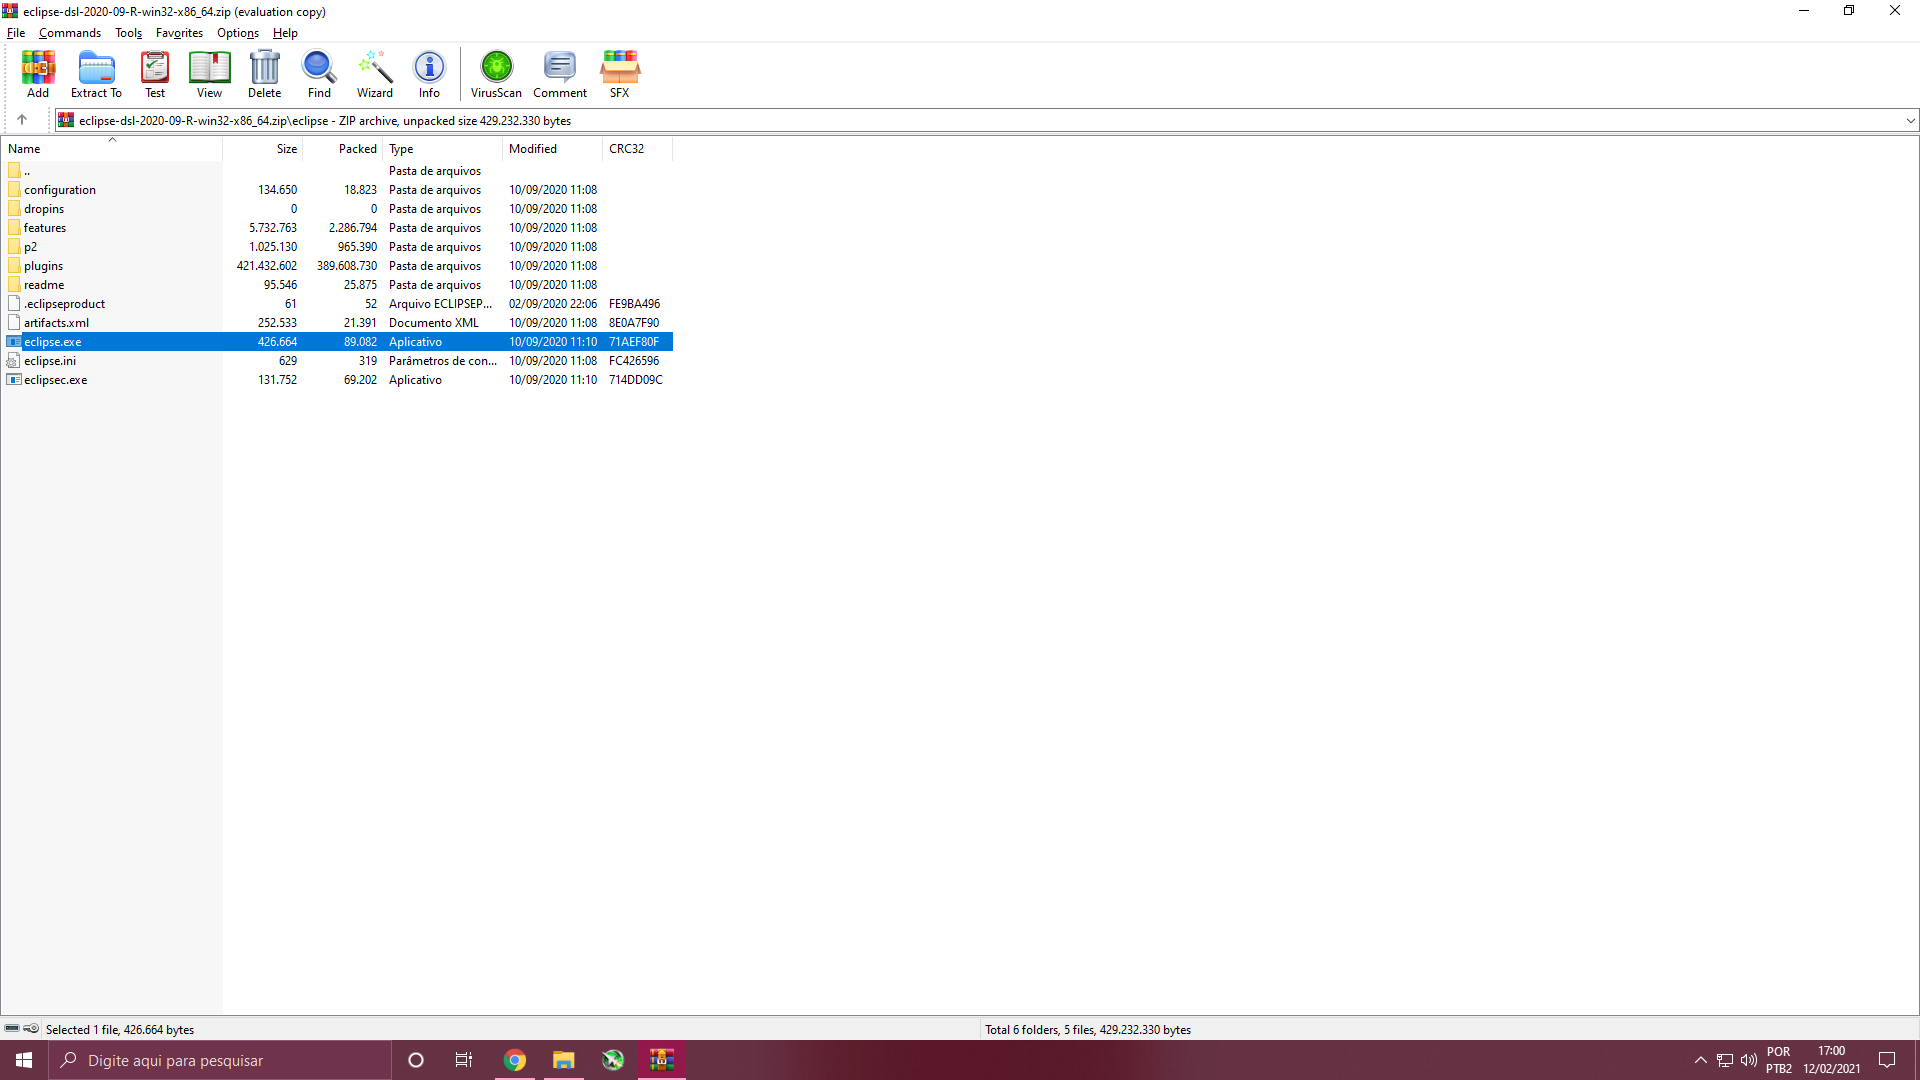 eclipse-dsl-2020-09-R-win32-x86_64.zip (evaluation copy)
File Commands Tools Favorites Options Help
Add Extract To Test View Delete Find Wizard Info VirusScan Comment SFX
eclipse-dsl-2020-09-R-win32-x86_64.zip\eclipse - ZIP archive, unpacked size 429.232.330 bytes
Name Size Packed Type Modified CRC32
.. Pasta de arquivos
configuration 134.650 18.823 Pasta de arquivos 10/09/2020 11:08
dropins 0 0 Pasta de arquivos 10/09/2020 11:08
features 5.732.763 2.286.794 Pasta de arquivos 10/09/2020 11:08
p2 1.025.130 965.390 Pasta de arquivos 10/09/2020 11:08
plugins 421.432.602 389.608.730 Pasta de arquivos 10/09/2020 11:08
readme 95.546 25.875 Pasta de arquivos 10/09/2020 11:08
.eclipseproduct 61 52 Arquivo ECLIPSEP... 02/09/2020 22:06 FE9BA496
artifacts.xml 252.533 21.391 Documento XML 10/09/2020 11:08 8E0A7F90
eclipse.exe 426.664 89.082 Aplicativo 10/09/2020 11:10 71AEF80F
eclipse.ini 629 319 Parâmetros de con... 10/09/2020 11:08 FC426596
eclipsec.exe 131.752 69.202 Aplicativo 10/09/2020 11:10 714DD09C
Selected 1 file, 426.664 bytes Total 6 folders, 5 files, 429.232.330 bytes
Digite aqui para pesquisar
POR 17:00
PTB2 12/02/2021